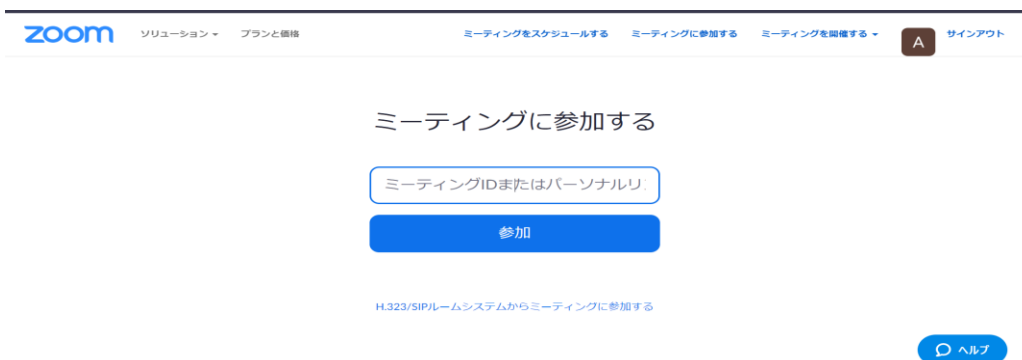 zoom ソリューション プランと価格 ミーティングをスケジュールする ミーティングに参加する ミーティングを開催する A サインアウト
ミーティングに参加する
ミーティングIDまたはパーソナルリ
参加
H.323/SIPルームシステムからミーティングに参加する
ヘルプ